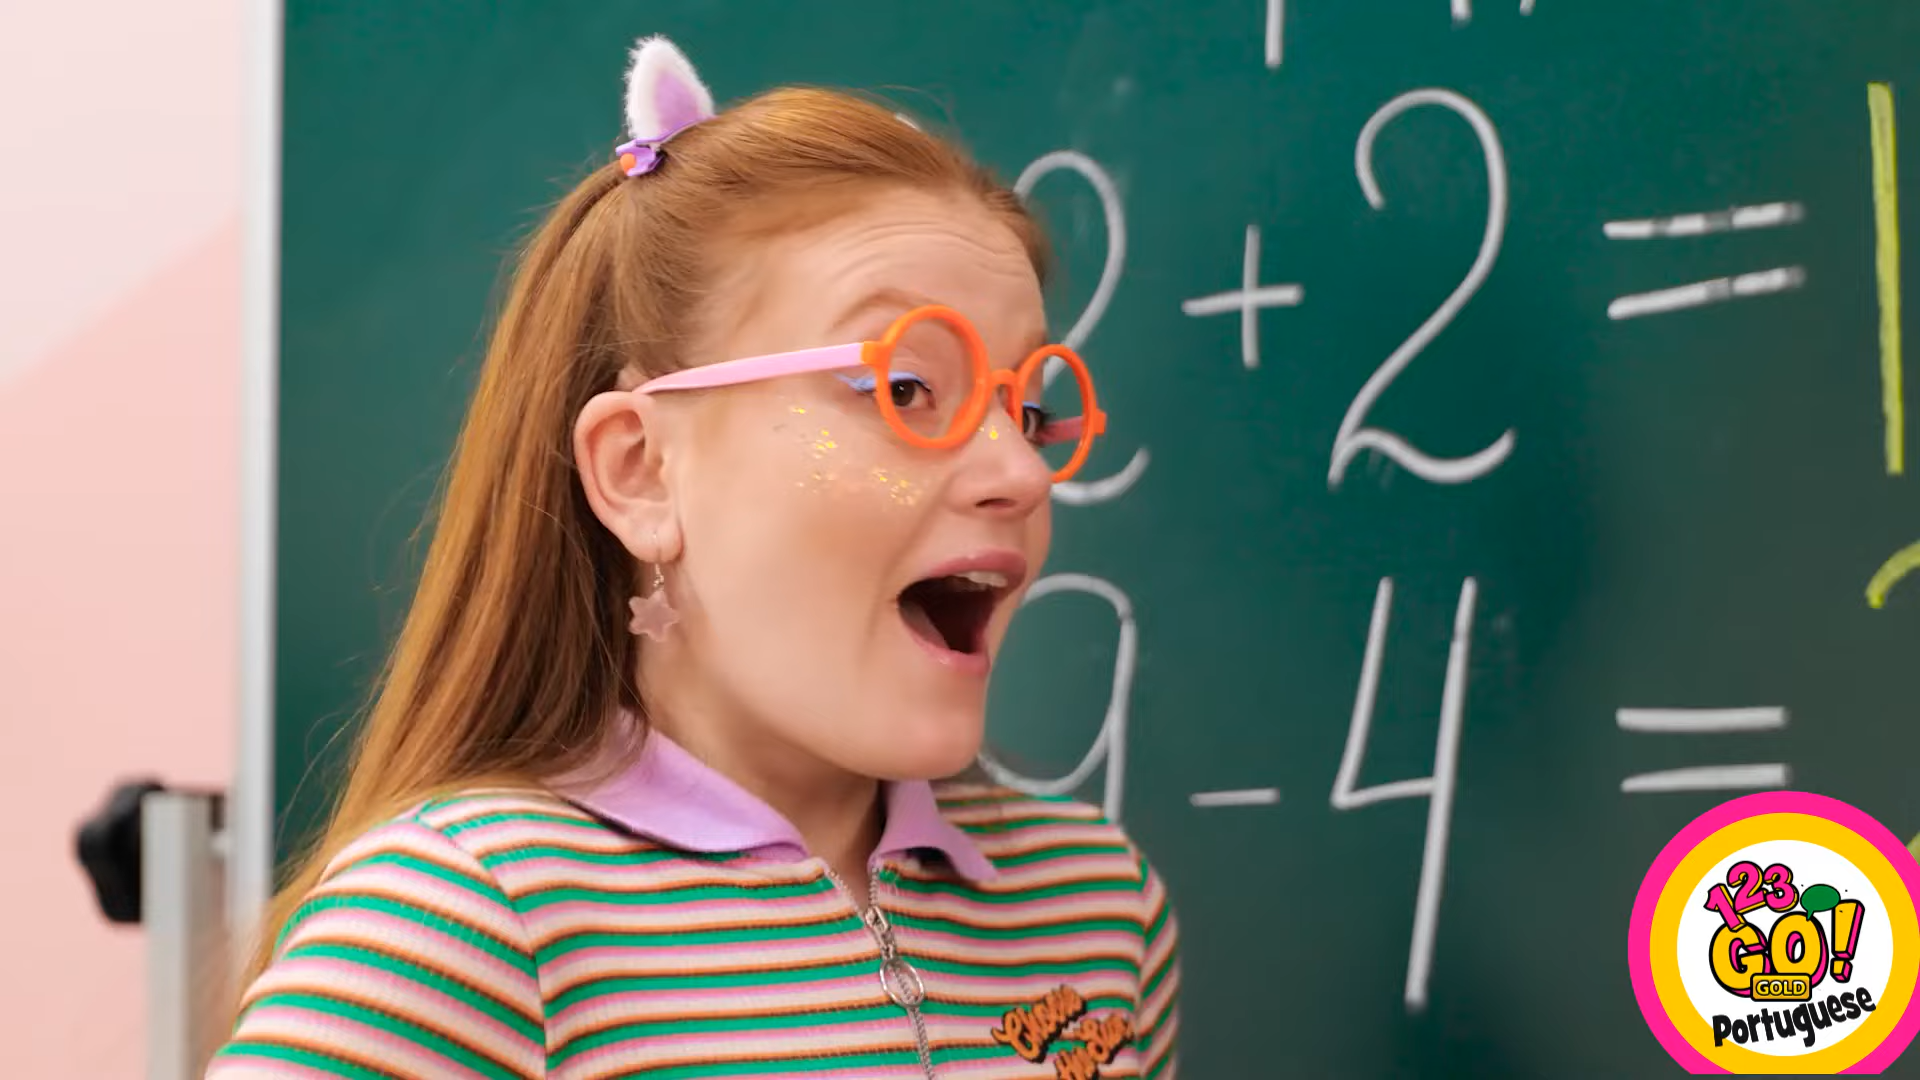 2 + 2 =
9 - 4 =
123
GO!
GOLD
Portuguese